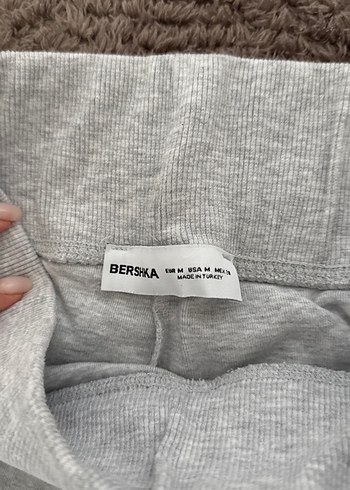 BERSHKA EUR M USA M MEX 28
MADE IN TURKEY